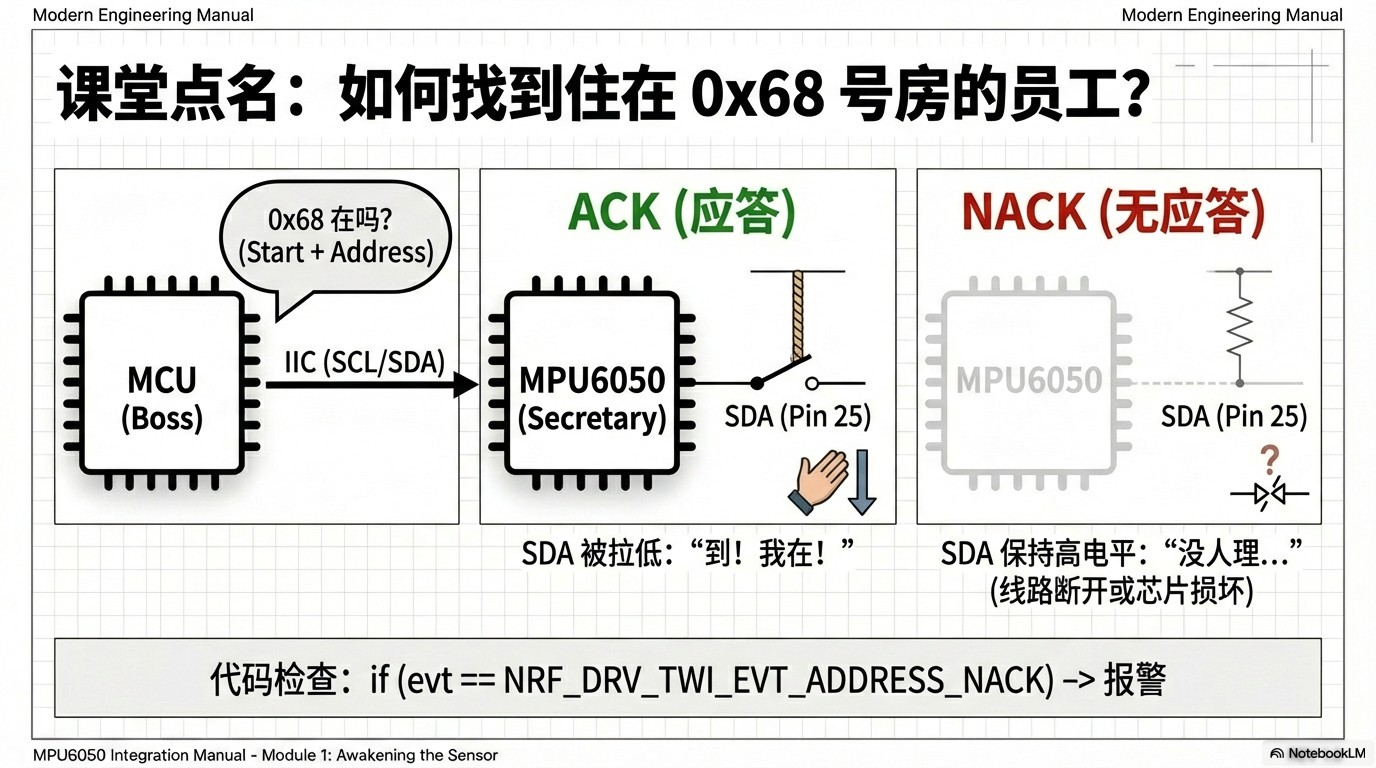 Modern Engineering Manual
Modern Engineering Manual
课堂点名：如何找到住在 0x68 号房的员工？
0x68 在吗？
(Start + Address)
MCU
(Boss)
IIC (SCL/SDA)
ACK (应答)
MPU6050
(Secretary)
SDA (Pin 25)
SDA 被拉低：“到！我在！”
NACK (无应答)
MPU6050
SDA (Pin 25)
?
SDA 保持高电平：“没人理...”
(线路断开或芯片损坏)
代码检查：if (evt == NRF_DRV_TWI_EVT_ADDRESS_NACK) –> 报警
MPU6050 Integration Manual - Module 1: Awakening the Sensor
NotebookLM